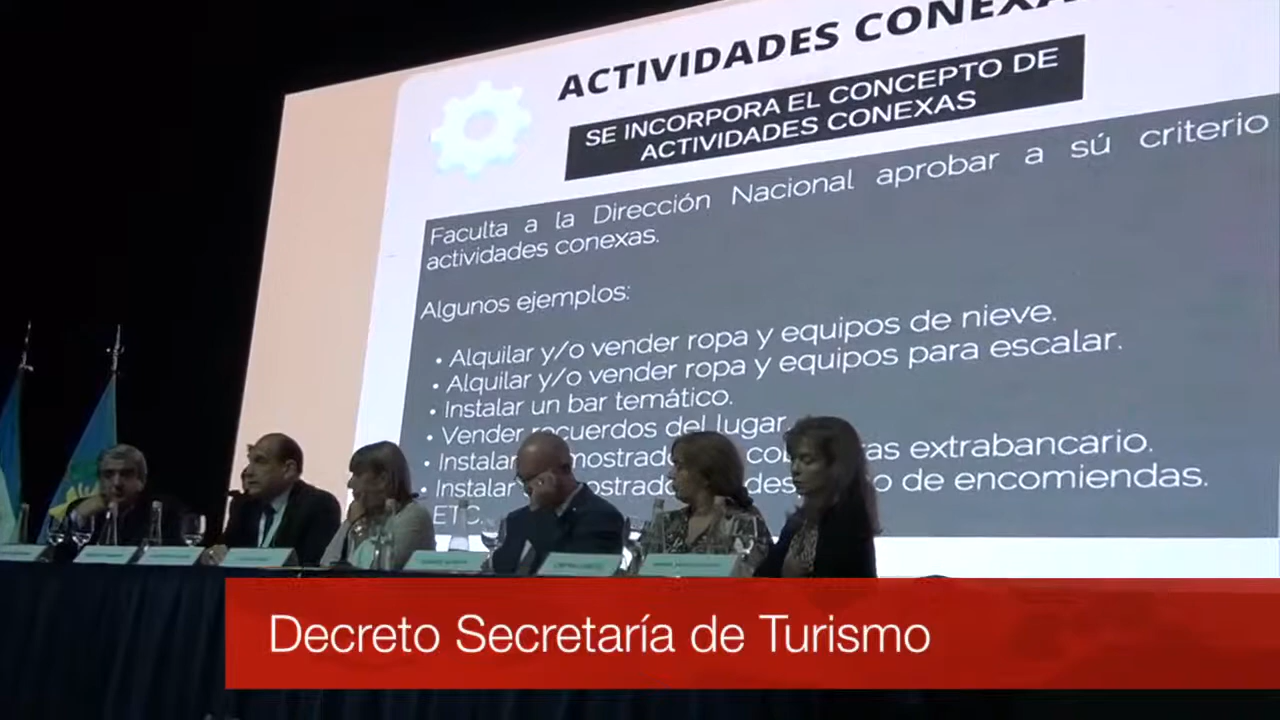 ACTIVIDADES CONEXA
SE INCORPORA EL CONCEPTO DE
ACTIVIDADES CONEXAS
Faculta a la Dirección Nacional aprobar a sú criterio
actividades conexas.
Algunos ejemplos:
• Alquilar y/o vender ropa y equipos de nieve.
• Alquilar y/o vender ropa y equipos para escalar.
• Instalar un bar temático.
• Vender recuerdos del lugar.
• Instalar mostrad extrabancario.
• Instalar de encomiendas.
ETC.
Decreto Secretaría de Turismo